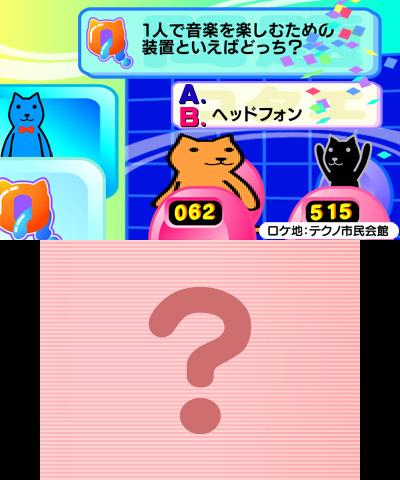 1人で音楽を楽しむための
装置といえばどっち?
A.
B. ヘッドフォン
062
515
ロケ地:テクノ市民会館
?